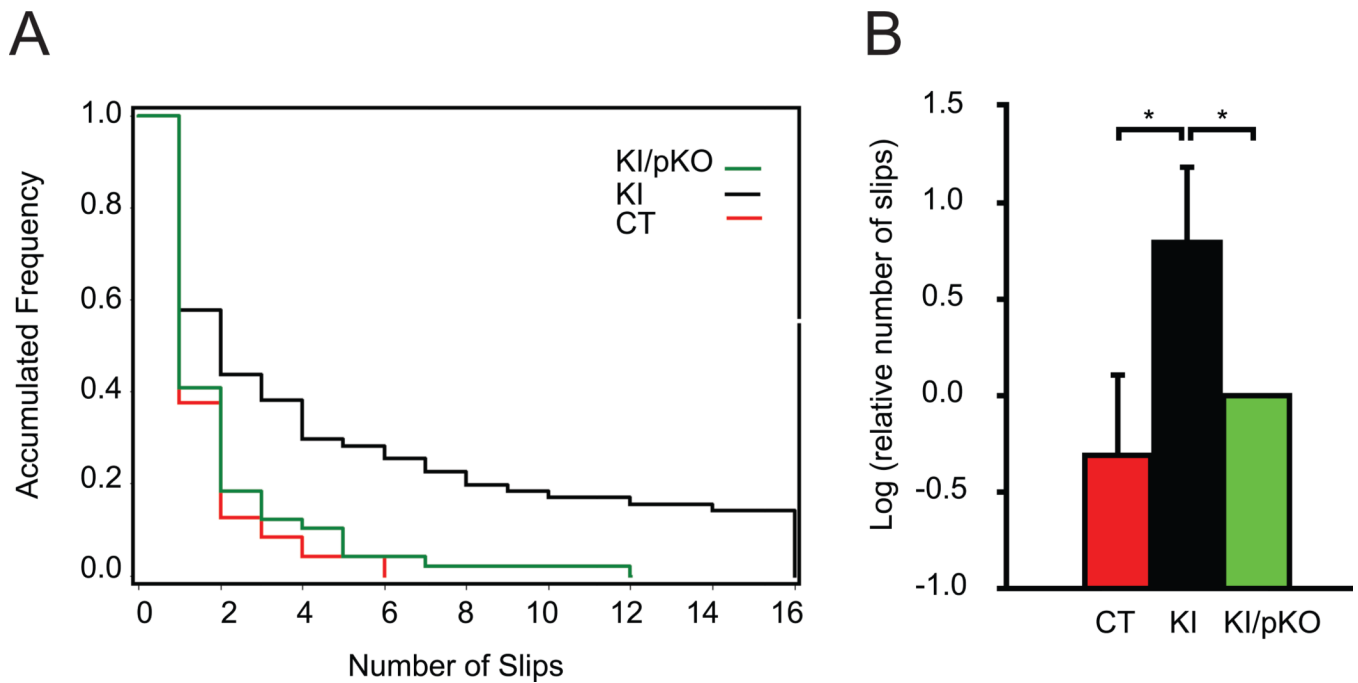 A
Accumulated Frequency
1.0
0.8
0.6
0.4
0.2
0.0
KI/pKO
KI
CT
0 2 4 6 8 10 12 14 16
Number of Slips
B
Log (relative number of slips)
1.5
1.0
0.5
0.0
-0.5
-1.0
* *
CT KI KI/pKO